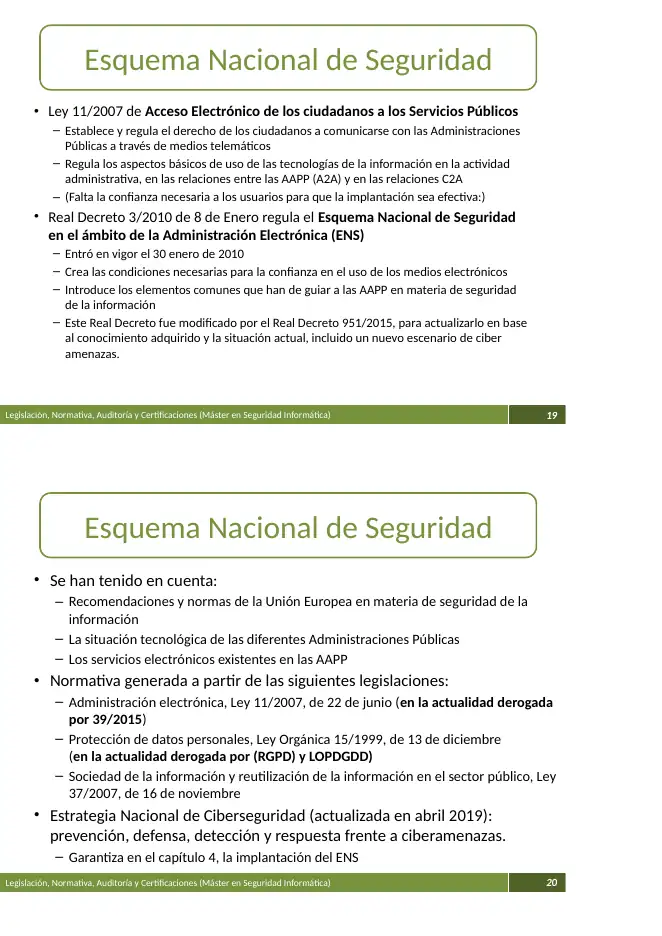 Esquema Nacional de Seguridad
• Ley 11/2007 de Acceso Electrónico de los ciudadanos a los Servicios Públicos
– Establece y regula el derecho de los ciudadanos a comunicarse con las Administraciones
Públicas a través de medios telemáticos
– Regula los aspectos básicos de uso de las tecnologías de la información en la actividad
administrativa, en las relaciones entre las AAPP (A2A) y en las relaciones C2A
– (Falta la confianza necesaria a los usuarios para que la implantación sea efectiva:)
• Real Decreto 3/2010 de 8 de Enero regula el Esquema Nacional de Seguridad
en el ámbito de la Administración Electrónica (ENS)
– Entró en vigor el 30 enero de 2010
– Crea las condiciones necesarias para la confianza en el uso de los medios electrónicos
– Introduce los elementos comunes que han de guiar a las AAPP en materia de seguridad
de la información
– Este Real Decreto fue modificado por el Real Decreto 951/2015, para actualizarlo en base
al conocimiento adquirido y la situación actual, incluido un nuevo escenario de ciber
amenazas.
Legislación, Normativa, Auditoría y Certificaciones (Máster en Seguridad Informática) 19
Esquema Nacional de Seguridad
• Se han tenido en cuenta:
– Recomendaciones y normas de la Unión Europea en materia de seguridad de la
información
– La situación tecnológica de las diferentes Administraciones Públicas
– Los servicios electrónicos existentes en las AAPP
• Normativa generada a partir de las siguientes legislaciones:
– Administración electrónica, Ley 11/2007, de 22 de junio (en la actualidad derogada
por 39/2015)
– Protección de datos personales, Ley Orgánica 15/1999, de 13 de diciembre
(en la actualidad derogada por (RGPD) y LOPDGDD)
– Sociedad de la información y reutilización de la información en el sector público, Ley
37/2007, de 16 de noviembre
• Estrategia Nacional de Ciberseguridad (actualizada en abril 2019):
prevención, defensa, detección y respuesta frente a ciberamenazas.
– Garantiza en el capítulo 4, la implantación del ENS
Legislación, Normativa, Auditoría y Certificaciones (Máster en Seguridad Informática) 20